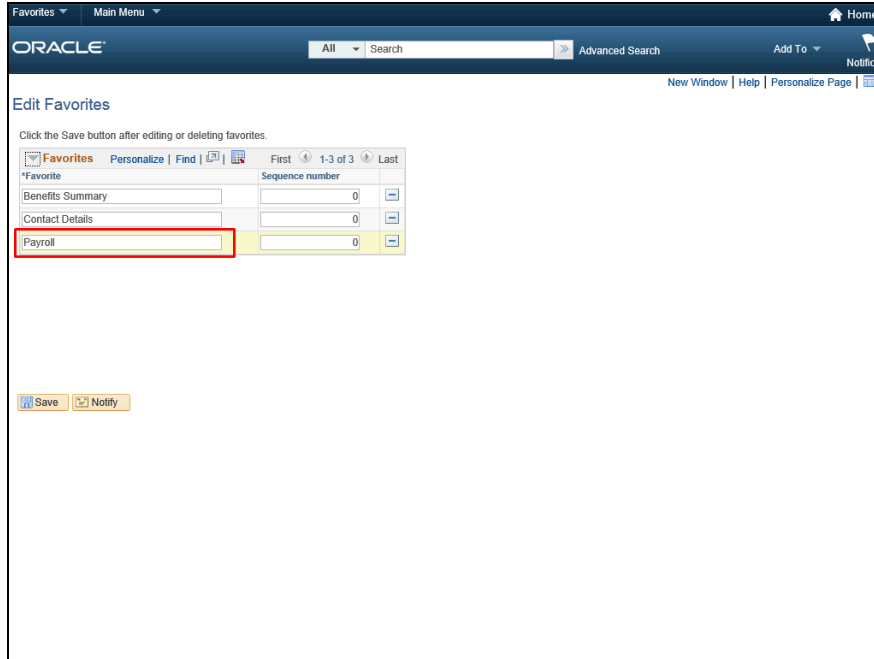 Favorites Main Menu Home
ORACLE All Search Advanced Search Add To
Notific
New Window | Help | Personalize Page |
Edit Favorites
Click the Save button after editing or deleting favorites.
Favorites Personalize | Find | | First 1-3 of 3 Last
*Favorite Sequence number
Benefits Summary 0
Contact Details 0
Payroll 0
Save Notify